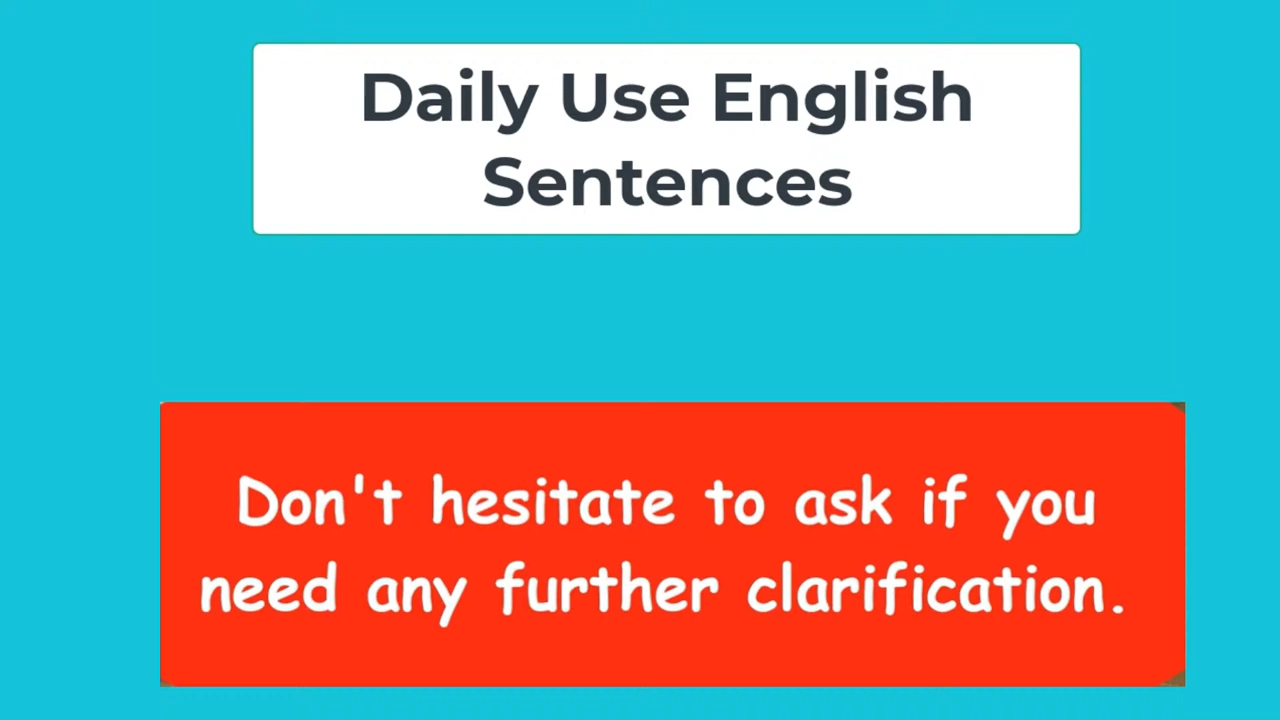 Daily Use English
Sentences
Don't hesitate to ask if you
need any further clarification.